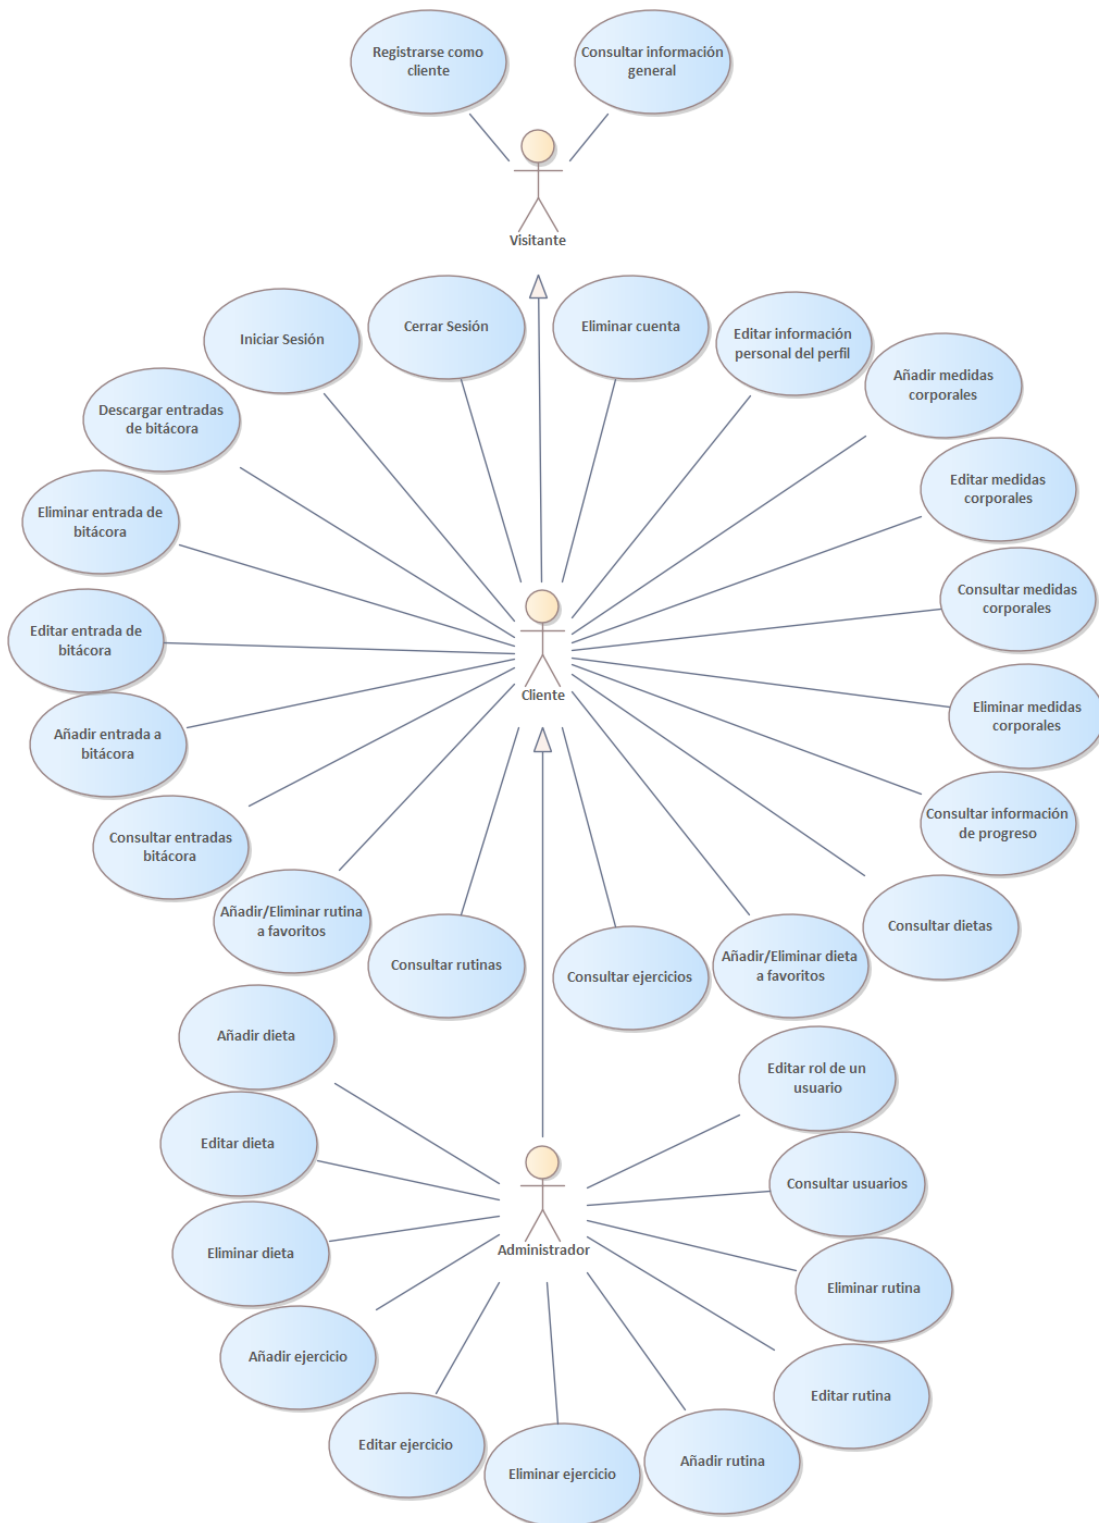 Registrarse como
cliente
Consultar información
general
Visitante
Iniciar Sesión
Cerrar Sesión
Eliminar cuenta
Editar información
personal del perfil
Añadir medidas
corporales
Descargar entradas
de bitácora
Editar medidas
corporales
Eliminar entrada de
bitácora
Consultar medidas
corporales
Editar entrada de
bitácora
Cliente
Eliminar medidas
corporales
Añadir entrada a
bitácora
Consultar información
de progreso
Consultar entradas
bitácora
Añadir/Eliminar rutina
a favoritos
Consultar dietas
Consultar rutinas
Consultar ejercicios
Añadir/Eliminar dieta
a favoritos
Añadir dieta
Editar rol de un
usuario
Editar dieta
Consultar usuarios
Eliminar dieta
Administrador
Eliminar rutina
Añadir ejercicio
Editar rutina
Editar ejercicio
Eliminar ejercicio
Añadir rutina